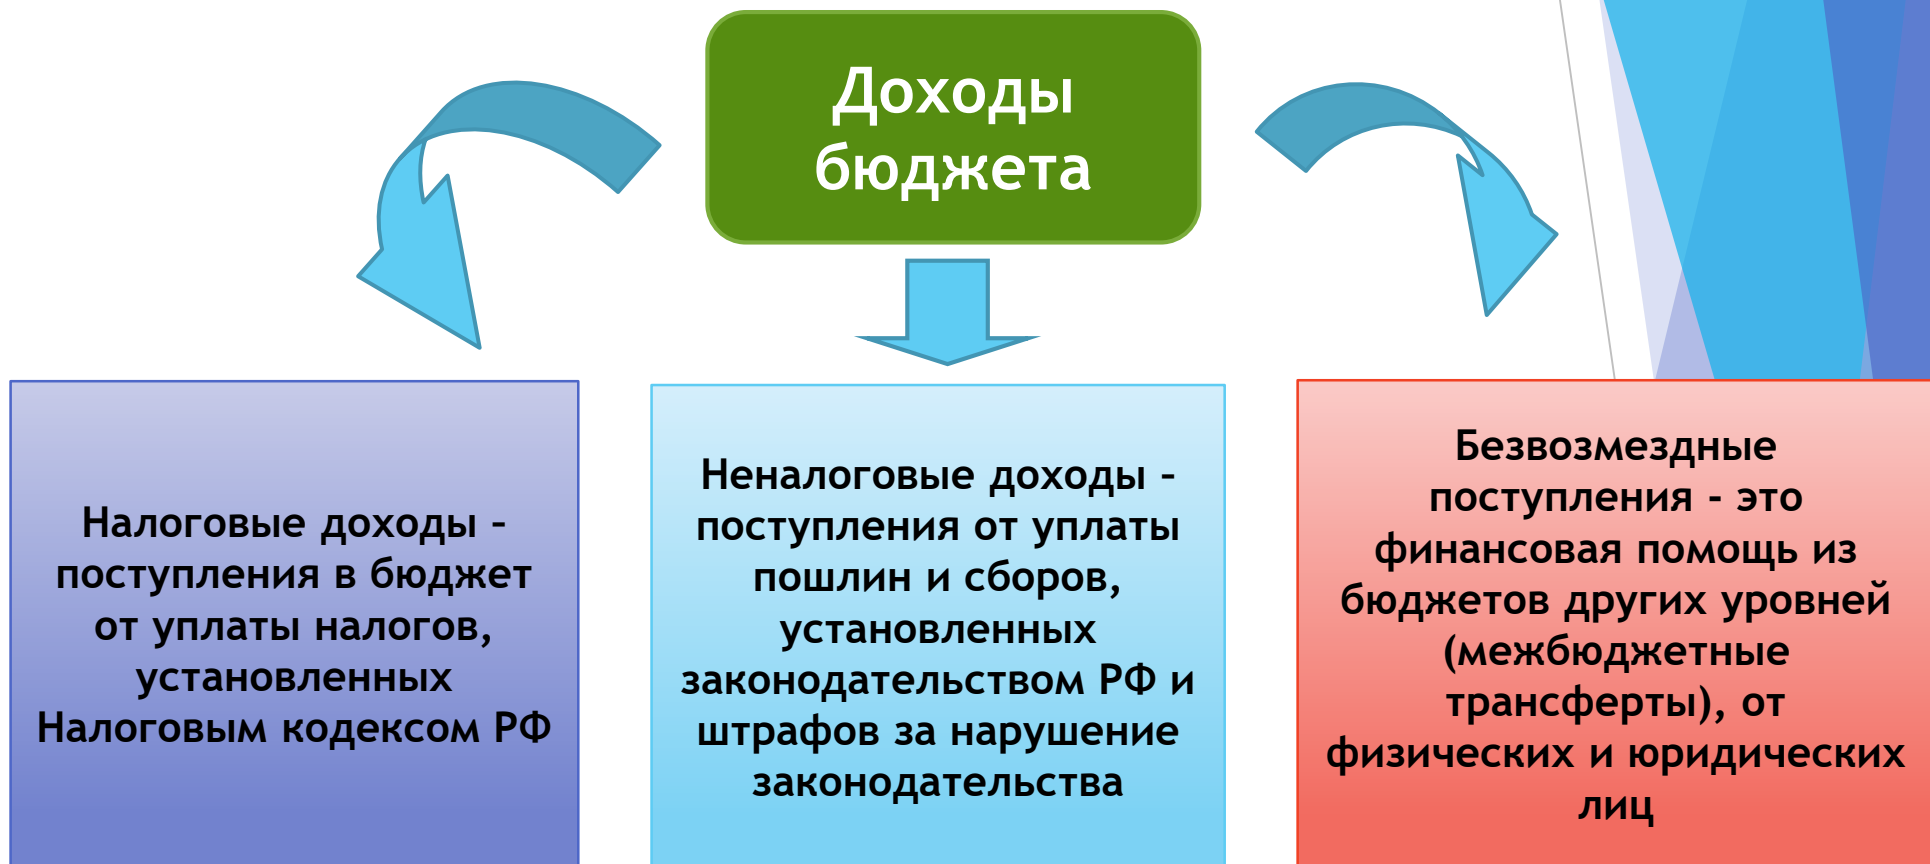 Доходы
бюджета
Налоговые доходы –
поступления в бюджет
от уплаты налогов,
установленных
Налоговым кодексом РФ
Неналоговые доходы –
поступления от уплаты
пошлин и сборов,
установленных
законодательством РФ и
штрафов за нарушение
законодательства
Безвозмездные
поступления - это
финансовая помощь из
бюджетов других уровней
(межбюджетные
трансферты), от
физических и юридических
лиц